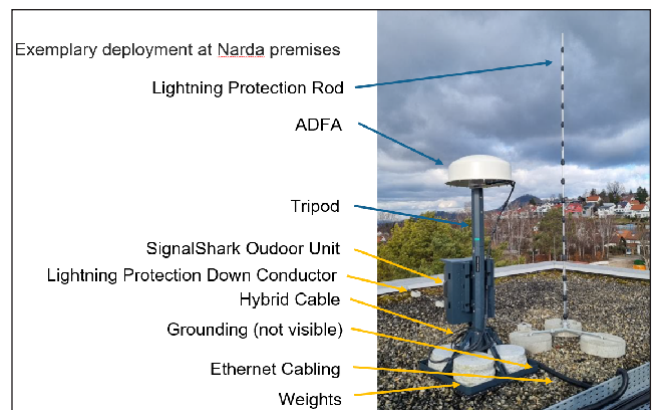 Exemplary deployment at Narda premises
Lightning Protection Rod
ADFA
Tripod
SignalShark Oudoor Unit
Lightning Protection Down Conductor
Hybrid Cable
Grounding (not visible)
Ethernet Cabling
Weights